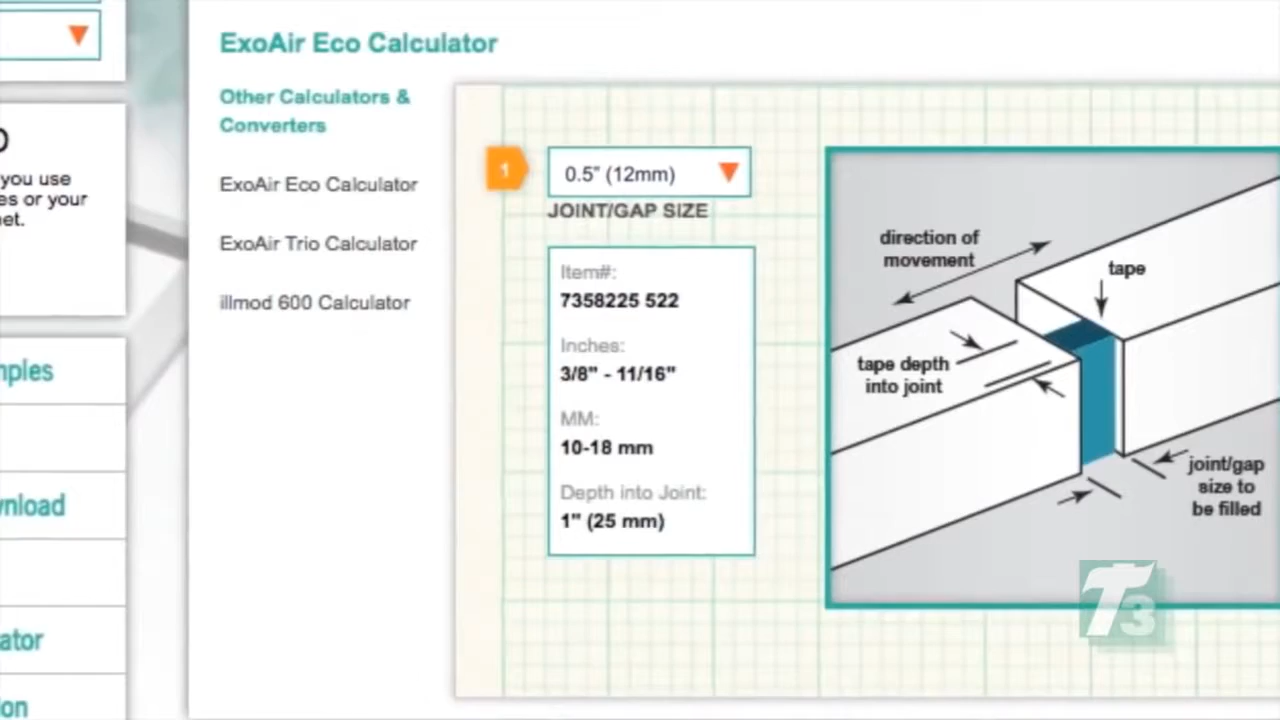 ExoAir Eco Calculator
Other Calculators &
Converters
ExoAir Eco Calculator
ExoAir Trio Calculator
illmod 600 Calculator
you use
es or your
et.
nples
nload
ator
ion
1
0.5" (12mm)
JOINT/GAP SIZE
Item#:
7358225 522
Inches:
3/8" - 11/16"
MM:
10-18 mm
Depth into Joint:
1" (25 mm)
direction of
movement
tape
tape depth
into joint
joint/gap
size to
be filled
T3